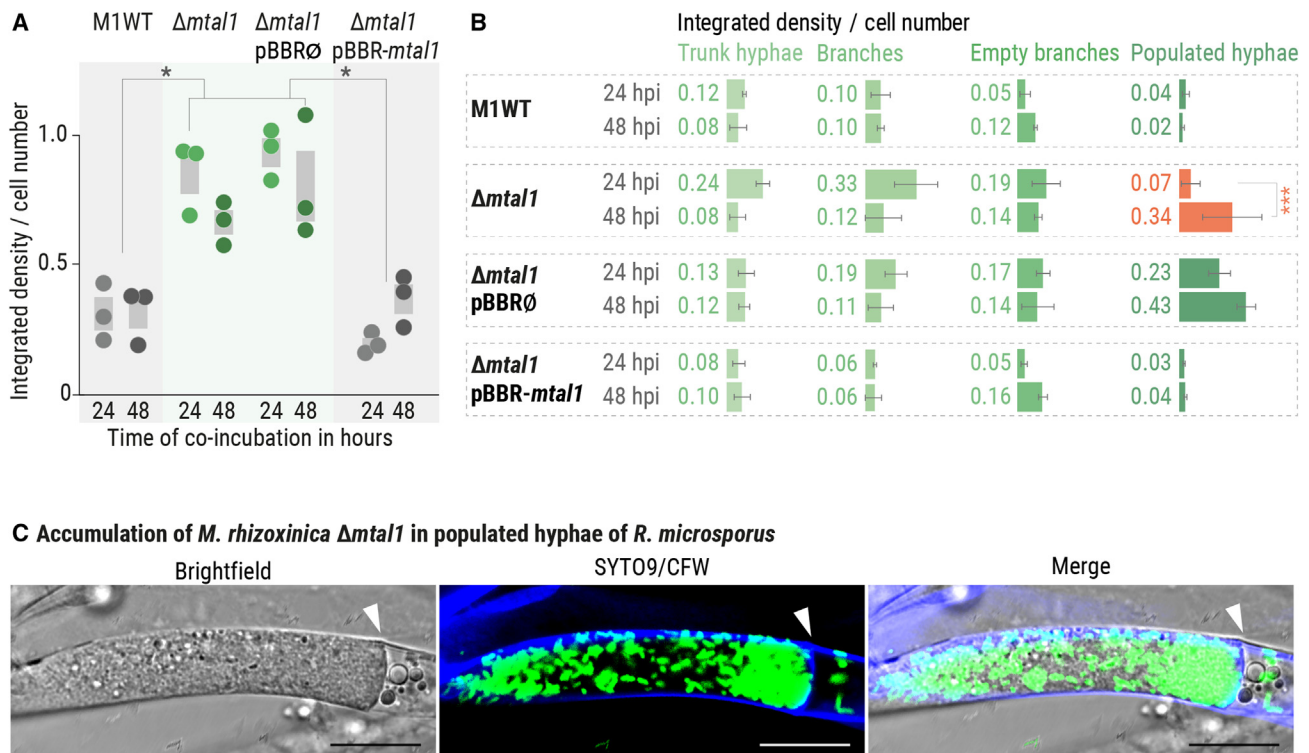 A
M1WT
Δmtal1
Δmtal1
pBBRØ
Δmtal1
pBBR-mtal1
*
*
Integrated density / cell number
1.0
0.5
0
24 48 24 48 24 48 24 48
Time of co-incubation in hours
B
Integrated density / cell number
Trunk hyphae Branches Empty branches Populated hyphae
M1WT
24 hpi 0.12 0.10 0.05 0.04
48 hpi 0.08 0.10 0.12 0.02
Δmtal1
24 hpi 0.24 0.33 0.19 0.07
48 hpi 0.08 0.12 0.14 0.34
***
Δmtal1
pBBRØ
24 hpi 0.13 0.19 0.17 0.23
48 hpi 0.12 0.11 0.14 0.43
Δmtal1
pBBR-mtal1
24 hpi 0.08 0.06 0.05 0.03
48 hpi 0.10 0.06 0.16 0.04
C Accumulation of M. rhizoxinica Δmtal1 in populated hyphae of R. microsporus
Brightfield SYTO9/CFW Merge